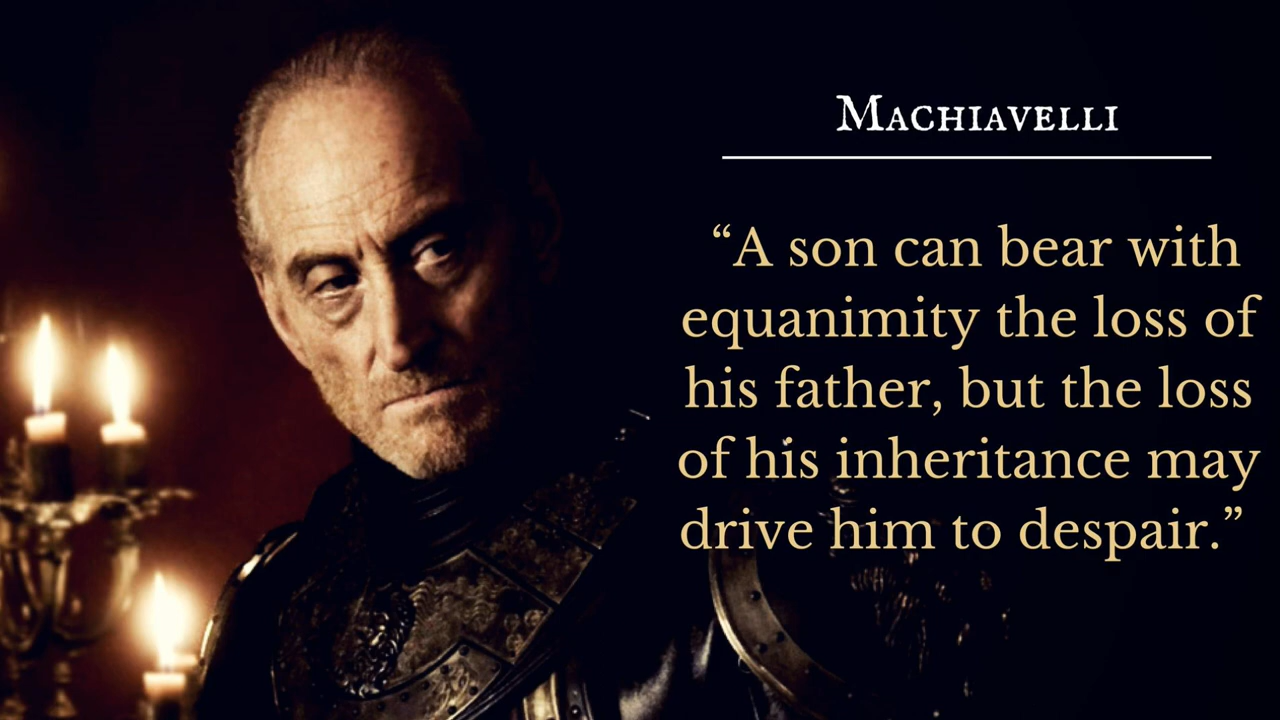 Machiavelli
“A son can bear with
equanimity the loss of
his father, but the loss
of his inheritance may
drive him to despair.”